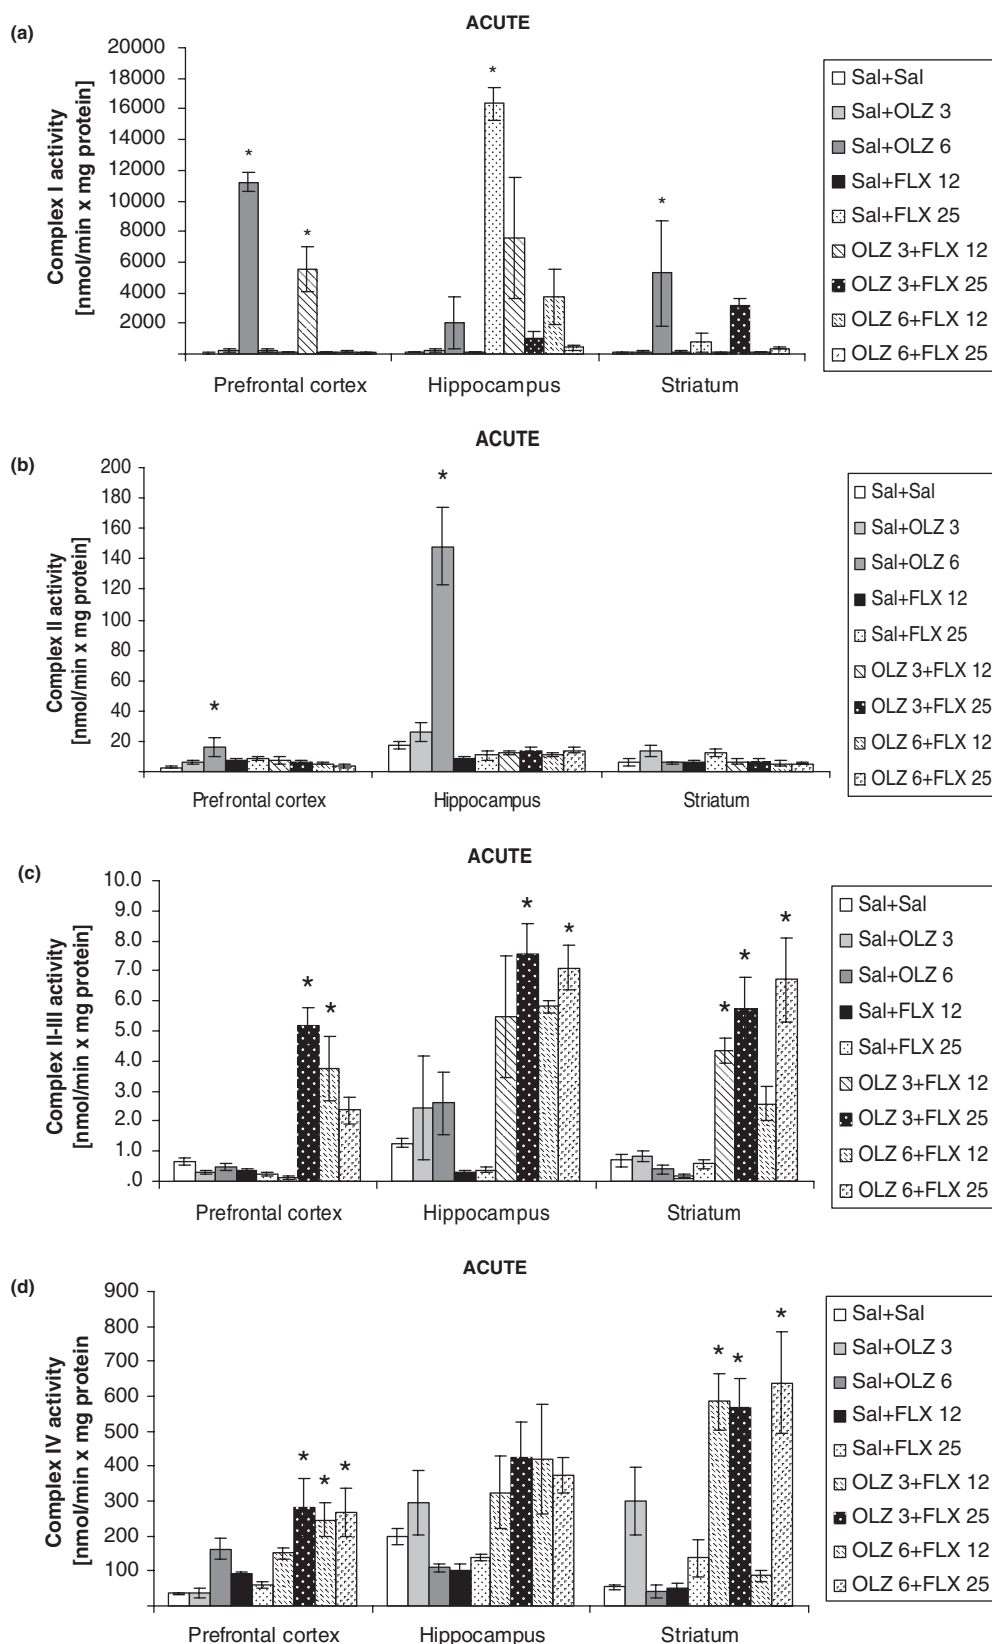 (a)
ACUTE
Complex I activity
[nmol/min x mg protein]
20000
18000
16000
14000
12000
10000
8000
6000
4000
2000
*
*
*
*
Prefrontal cortex
Hippocampus
Striatum
Sal+Sal
Sal+OLZ 3
Sal+OLZ 6
Sal+FLX 12
Sal+FLX 25
OLZ 3+FLX 12
OLZ 3+FLX 25
OLZ 6+FLX 12
OLZ 6+FLX 25
(b)
ACUTE
Complex II activity
[nmol/min x mg protein]
200
180
160
140
120
100
80
60
40
20
*
*
Prefrontal cortex
Hippocampus
Striatum
Sal+Sal
Sal+OLZ 3
Sal+OLZ 6
Sal+FLX 12
Sal+FLX 25
OLZ 3+FLX 12
OLZ 3+FLX 25
OLZ 6+FLX 12
OLZ 6+FLX 25
(c)
ACUTE
Complex II-III activity
[nmol/min x mg protein]
10.0
9.0
8.0
7.0
6.0
5.0
4.0
3.0
2.0
1.0
.0
*
*
*
*
*
*
*
Prefrontal cortex
Hippocampus
Striatum
Sal+Sal
Sal+OLZ 3
Sal+OLZ 6
Sal+FLX 12
Sal+FLX 25
OLZ 3+FLX 12
OLZ 3+FLX 25
OLZ 6+FLX 12
OLZ 6+FLX 25
(d)
ACUTE
Complex IV activity
[nmol/min x mg protein
900
800
700
600
500
400
300
200
100
*
*
*
*
*
*
Prefrontal cortex
Hippocampus
Striatum
Sal+Sal
Sal+OLZ 3
Sal+OLZ 6
Sal+FLX 12
Sal+FLX 25
OLZ 3+FLX 12
OLZ 3+FLX 25
OLZ 6+FLX 12
OLZ 6+FLX 25